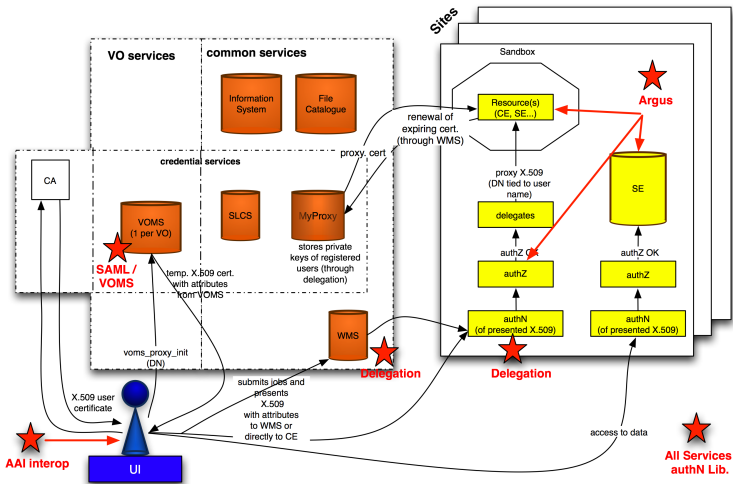 Sites
VO services
common services
Sandbox
Information
System
File
Catalogue
Resource(s)
(CE, SE...)
Argus
renewal of
expiring cert.
(through WMS)
proxy. cert
credential services
CA
VOMS
(1 per VO)
SLCS
MyProxy
proxy X.509
(DN tied to user
name)
SE
delegates
stores private
keys of registered
users (through
delegation)
authZ OK
authZ OK
SAML /
VOMS
temp. X.509 cert.
with attributes
from VOMS
authZ
authZ
WMS
authN
(of presented X.509)
authN
(of presented X.509)
voms_proxy_init
(DN)
Delegation
Delegation
submits jobs and
presents
X.509
with attributes
to WMS or
directly to CE
X.509 user
certificate
access to data
AAI interop
UI
All Services
authN Lib.